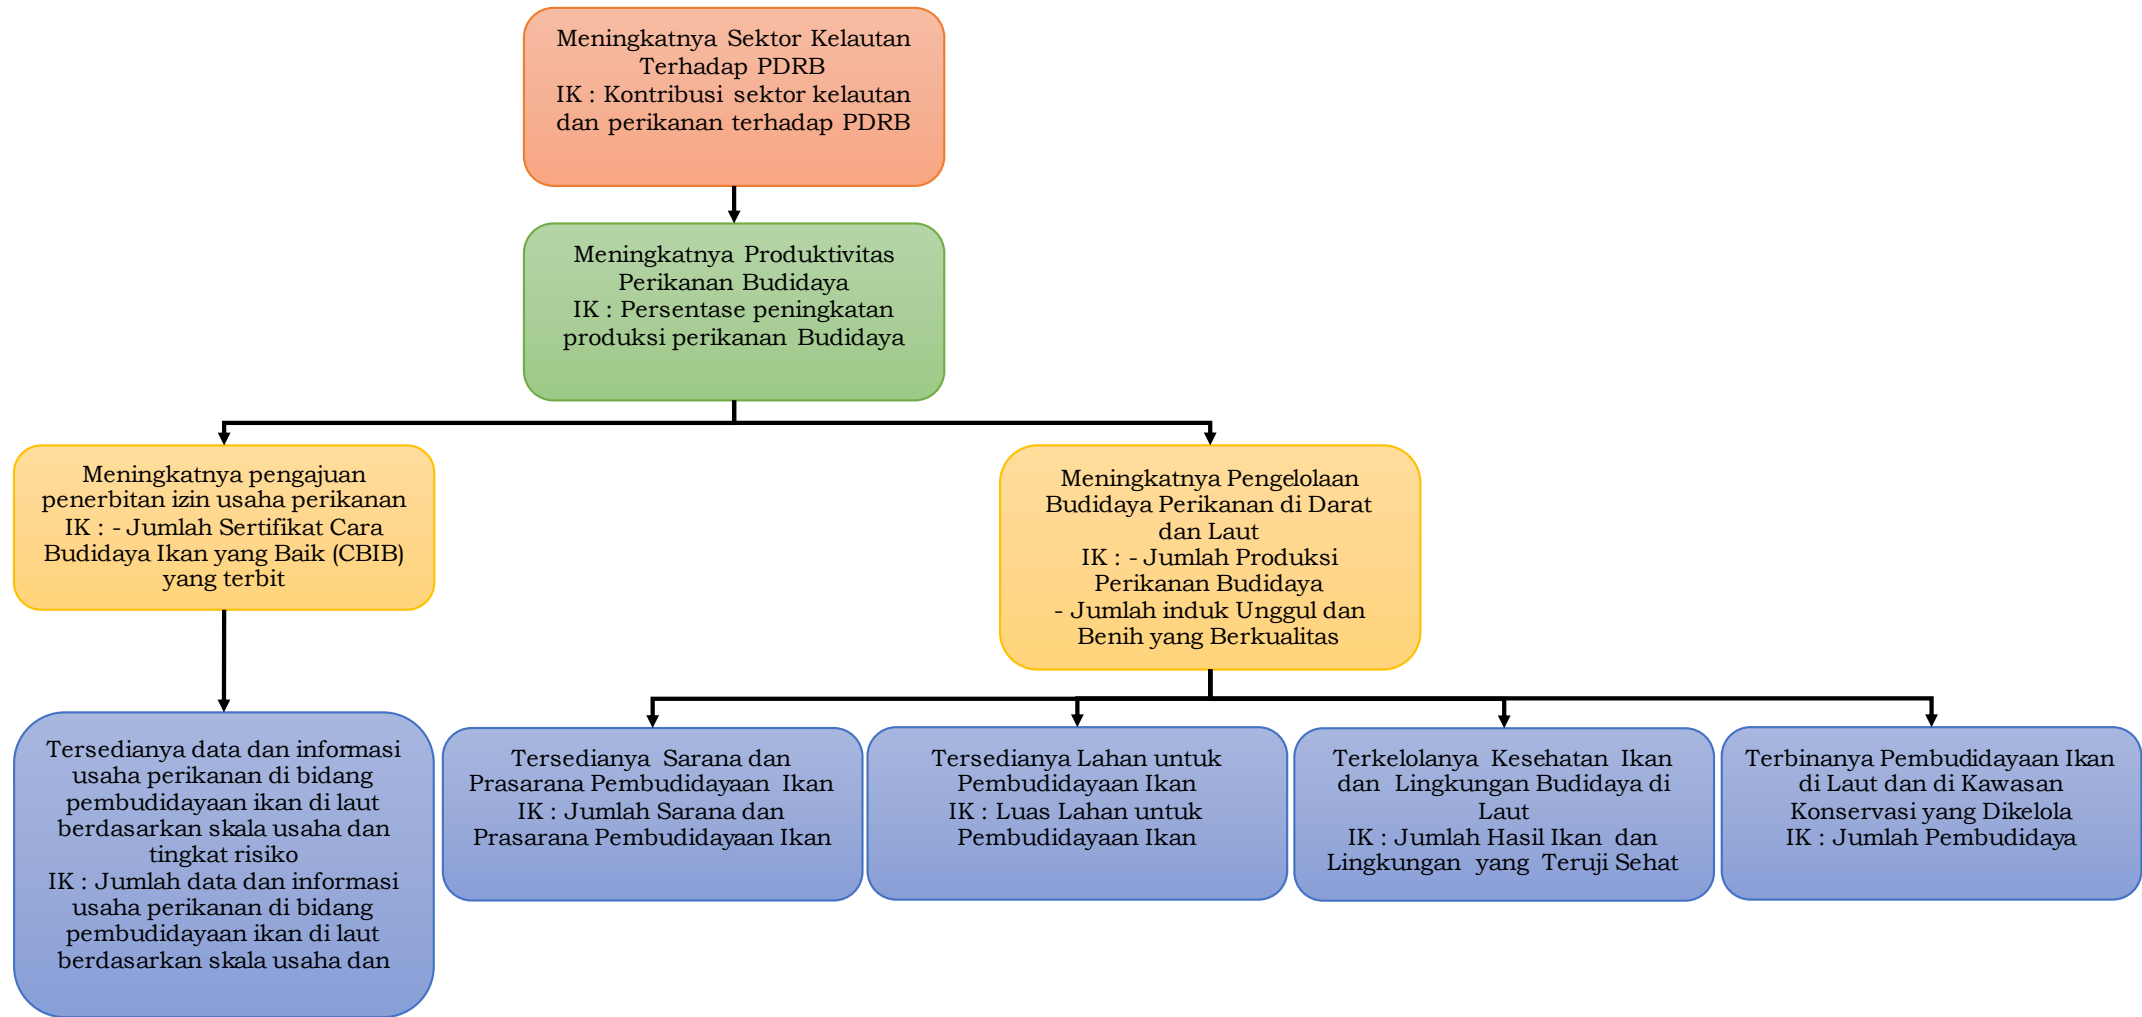 Meningkatnya Sektor Kelautan
Terhadap PDRB
IK : Kontribusi sektor kelautan
dan perikanan terhadap PDRB
Meningkatnya Produktivitas
Perikanan Budidaya
IK : Persentase peningkatan
produksi perikanan Budidaya
Meningkatnya pengajuan
penerbitan izin usaha perikanan
IK : - Jumlah Sertifikat Cara
Budidaya Ikan yang Baik (CBIB)
yang terbit
Meningkatnya Pengelolaan
Budidaya Perikanan di Darat
dan Laut
IK : - Jumlah Produksi
Perikanan Budidaya
- Jumlah induk Unggul dan
Benih yang Berkualitas
Tersedianya data dan informasi
usaha perikanan di bidang
pembudidayaan ikan di laut
berdasarkan skala usaha dan
tingkat risiko
IK : Jumlah data dan informasi
usaha perikanan di bidang
pembudidayaan ikan di laut
berdasarkan skala usaha dan
Tersedianya Sarana dan
Prasarana Pembudidayaan Ikan
IK : Jumlah Sarana dan
Prasarana Pembudidayaan Ikan
Tersedianya Lahan untuk
Pembudidayaan Ikan
IK : Luas Lahan untuk
Pembudidayaan Ikan
Terkelolanya Kesehatan Ikan
dan Lingkungan Budidaya di
Laut
IK : Jumlah Hasil Ikan dan
Lingkungan yang Teruji Sehat
Terbinanya Pembudidayaan Ikan
di Laut dan di Kawasan
Konservasi yang Dikelola
IK : Jumlah Pembudidaya